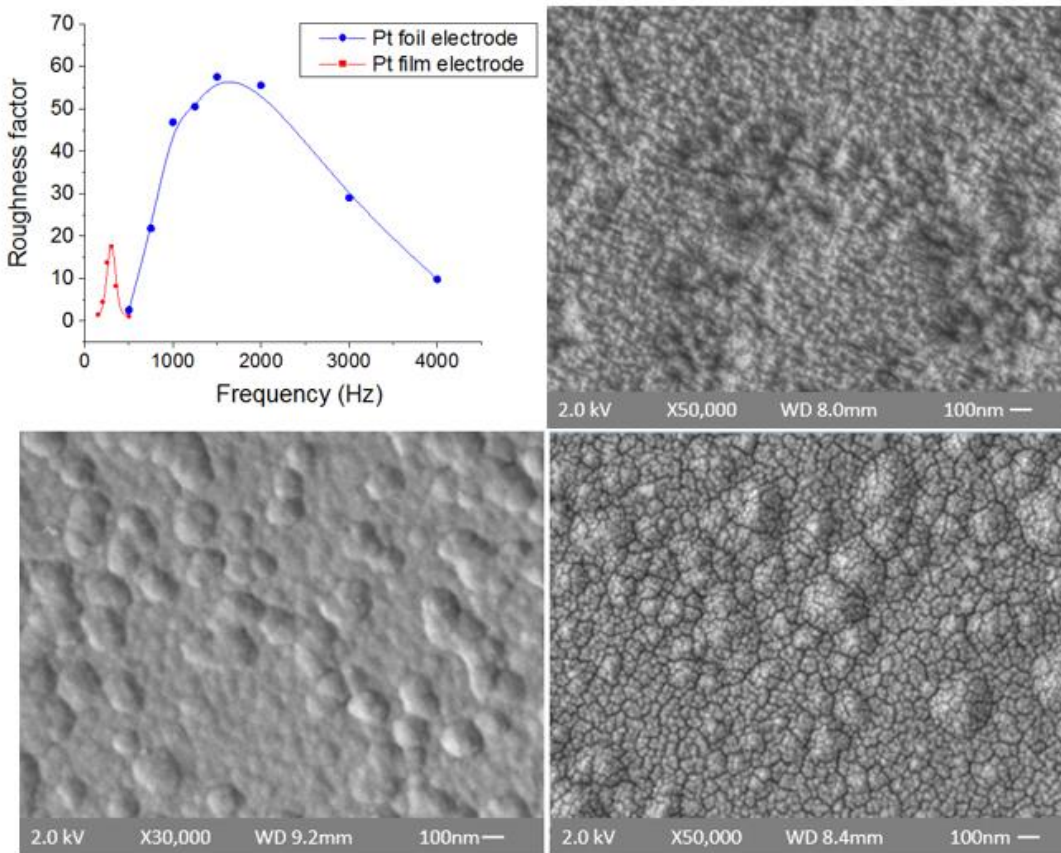 Pt foil electrode
Pt film electrode
Roughness factor
70
60
50
40
30
20
10
0
0 1000 2000 3000 4000
Frequency (Hz)
2.0 kV X50,000 WD 8.0mm 100nm
2.0 kV X30,000 WD 9.2mm 100nm
2.0 kV X50,000 WD 8.4mm 100nm